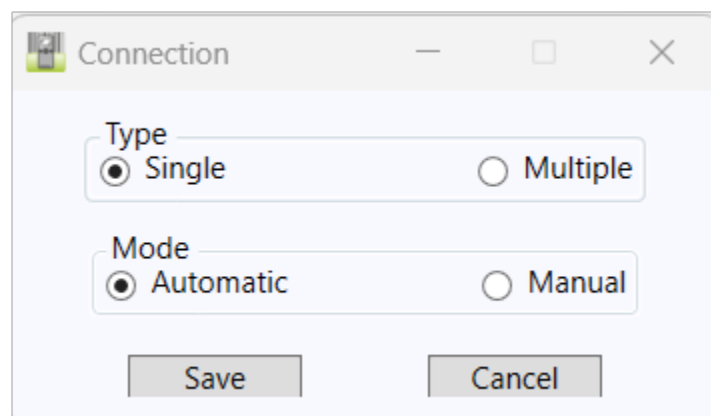 Connection
Type
Single Multiple
Mode
Automatic Manual
Save Cancel